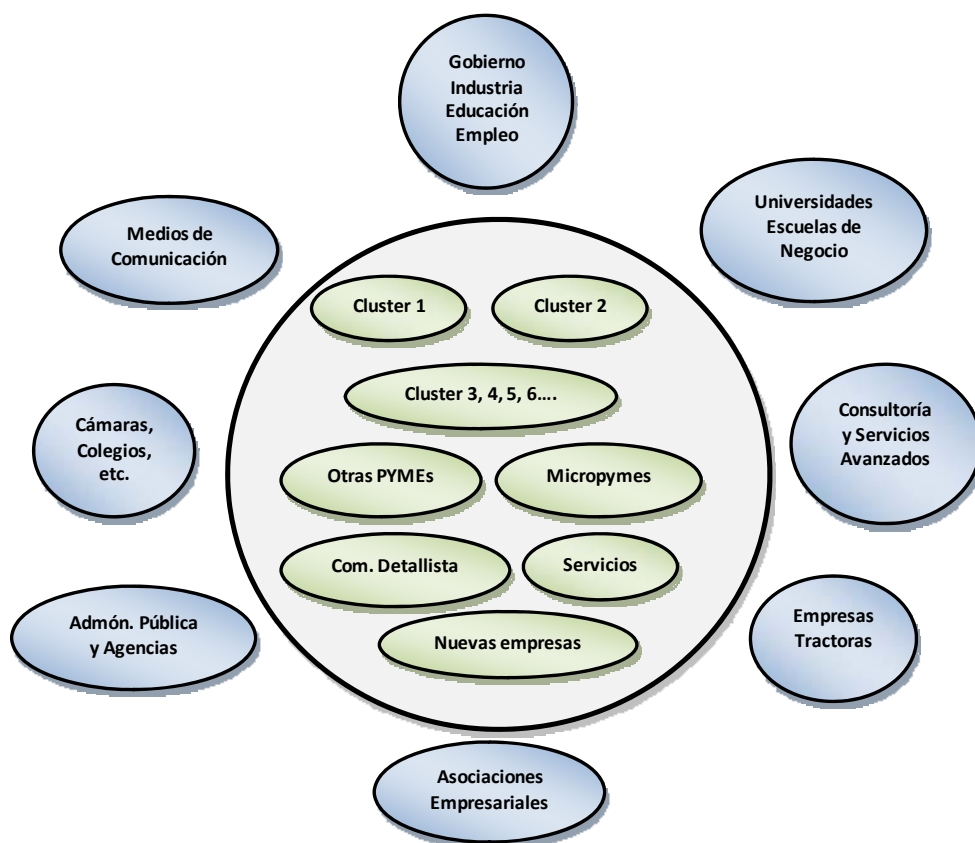 Gobierno
Industria
Educación
Empleo
Universidades
Escuelas de
Negocio
Medios de
Comunicación
Cluster 1
Cluster 2
Cluster 3, 4, 5, 6....
Cámaras,
Colegios,
etc.
Consultoría
y Servicios
Avanzados
Otras PYMEs
Micropymes
Com. Detallista
Servicios
Admón. Pública
y Agencias
Empresas
Tractoras
Nuevas empresas
Asociaciones
Empresariales